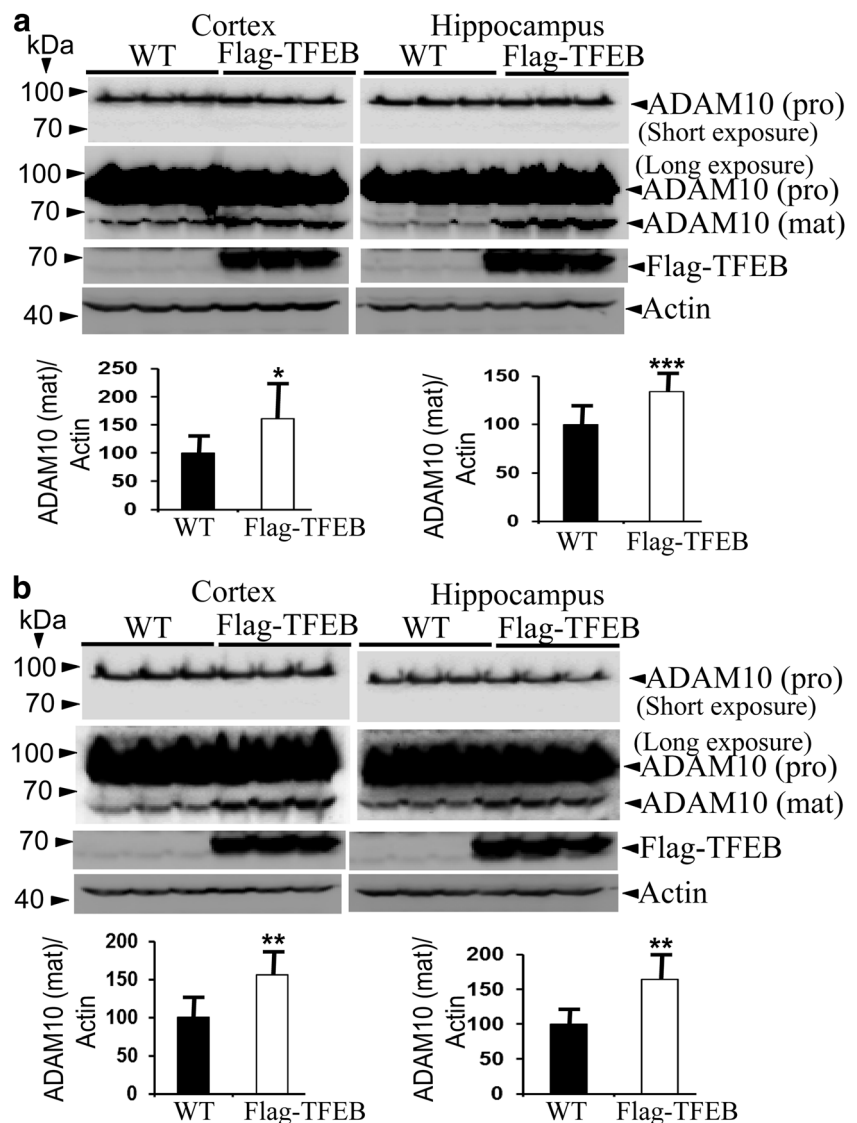 a
Cortex Hippocampus
kDa WT Flag-TFEB WT Flag-TFEB
100 ADAM10 (pro)
70 (Short exposure)
(Long exposure)
100 ADAM10 (pro)
70 ADAM10 (mat)
70 Flag-TFEB
40 Actin
ADAM10 (mat)/
Actin
250
200
150
100
50
0
*
WT Flag-TFEB
ADAM10 (mat)/
Actin
150
100
50
0
***
WT Flag-TFEB
b
Cortex Hippocampus
kDa WT Flag-TFEB WT Flag-TFEB
100 ADAM10 (pro)
70 (Short exposure)
(Long exposure)
100 ADAM10 (pro)
70 ADAM10 (mat)
70 Flag-TFEB
40 Actin
ADAM10 (mat)/
Actin
200
150
100
50
0
**
WT Flag-TFEB
ADAM10 (mat)/
Actin
200
150
100
50
0
**
WT Flag-TFEB